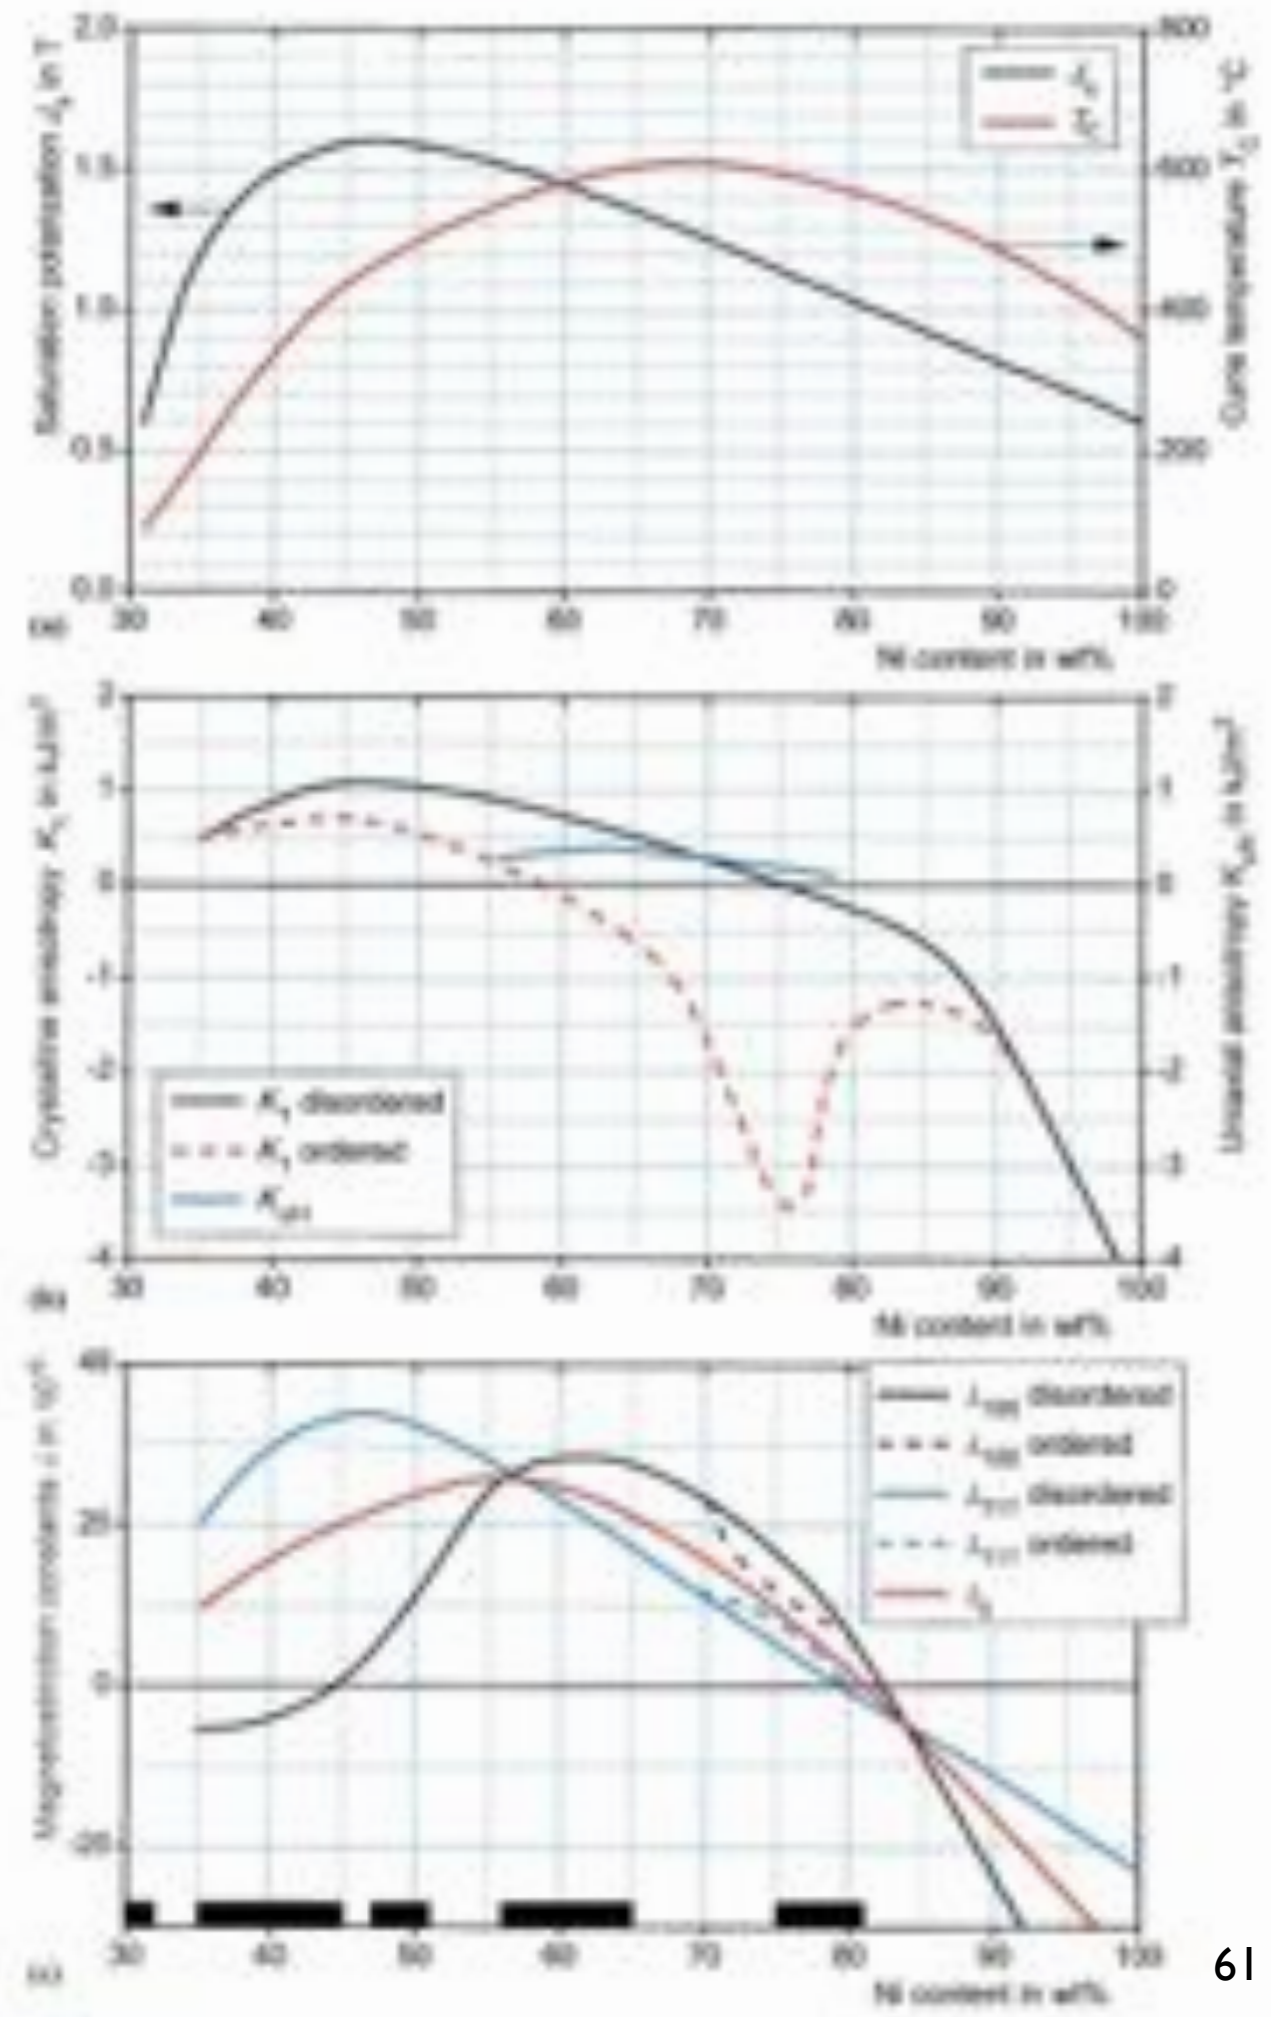 Saturation polarization J_s in T
2.0
1.5
1.0
0.5
0.0
800
600
400
200
0
Curie temperature T_C in °C
J_s
30 40 50 60 70 80 90 100
(a)
Ni content in wt%
Crystalline anisotropy K_1 in kJ/m³
2
1
0
-1
-2
-3
-4
2
1
0
-1
-2
-3
-4
Uniaxial anisotropy in kJ/m³
K_1 disordered
K_1 ordered
30 40 50 60 70 80 90 100
(b)
Ni content in wt%
Magnetostriction constants λ in 10⁻⁶
40
20
0
-20
λ_100 disordered
λ_100 ordered
λ_111 disordered
λ_111 ordered
λ_s
30 40 50 60 70 80 90 100
(c)
Ni content in wt%
61